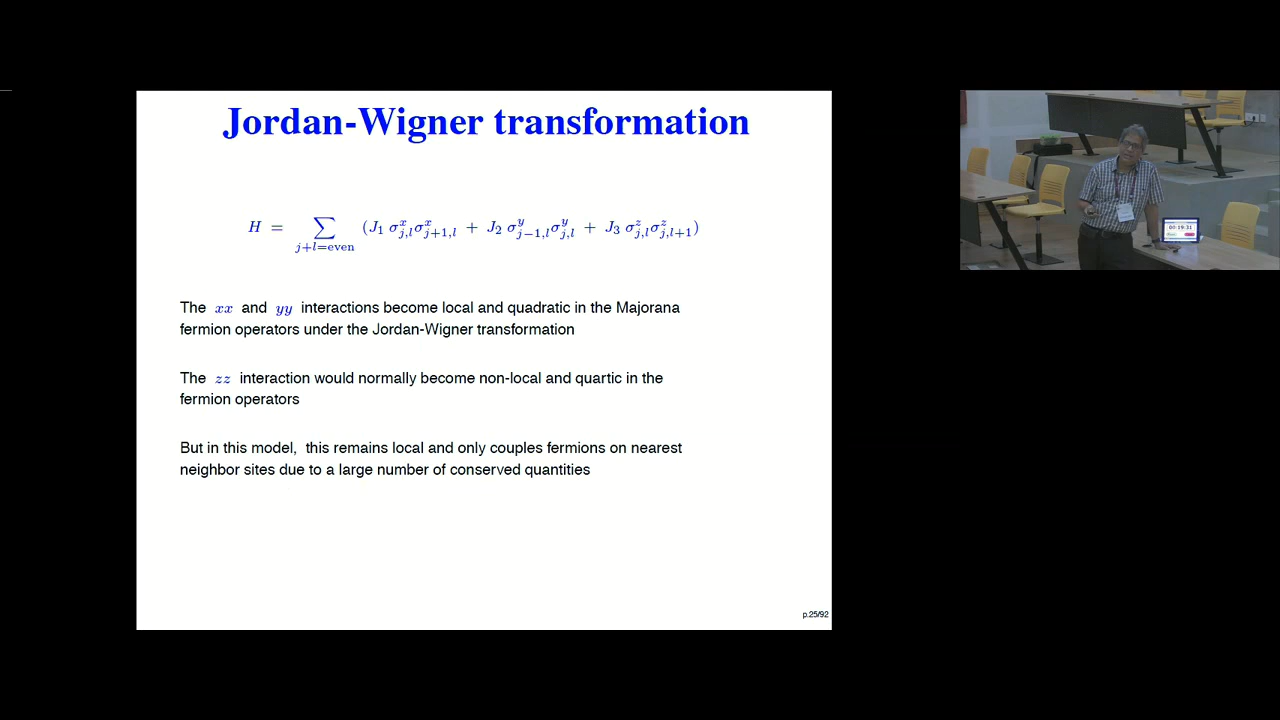 Jordan-Wigner transformation
H = ∑_{j+l=even} (J₁ σ^x_{j,l}σ^x_{j+1,l} + J₂ σ^y_{j−1,l}σ^y_{j,l} + J₃ σ^z_{j,l}σ^z_{j,l+1})
The xx and yy interactions become local and quadratic in the Majorana
fermion operators under the Jordan-Wigner transformation
The zz interaction would normally become non-local and quartic in the
fermion operators
But in this model, this remains local and only couples fermions on nearest
neighbor sites due to a large number of conserved quantities
p.25/92
00:19:31